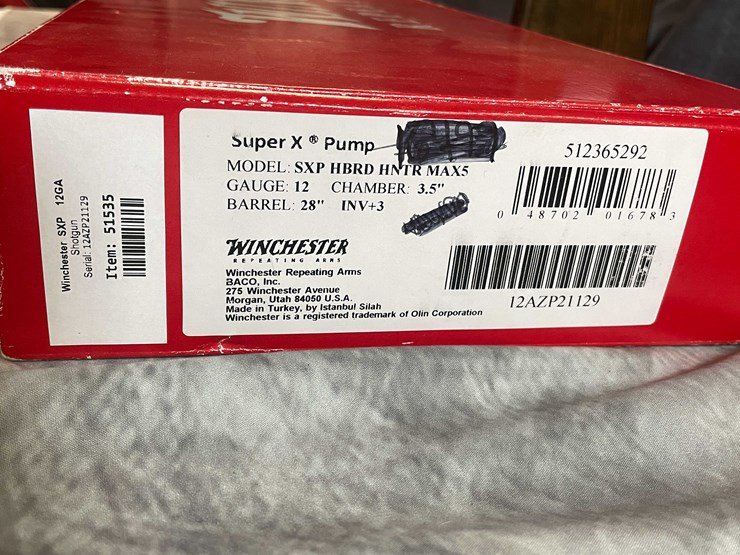 Winchester SXP 12GA
Shotgun
Serial: 12AZP21129
Item: 51535
Super X ® Pump
MODEL: SXP HBRD HNTR MAX5
GAUGE: 12 CHAMBER: 3.5"
BARREL: 28" INV+3
WINCHESTER
REPEATING ARMS
Winchester Repeating Arms
BACO, Inc.
275 Winchester Avenue
Morgan, Utah 84050 U.S.A.
Made in Turkey, by Istanbul Silah
Winchester is a registered trademark of Olin Corporation
512365292
0 48702 01678 3
12AZP21129